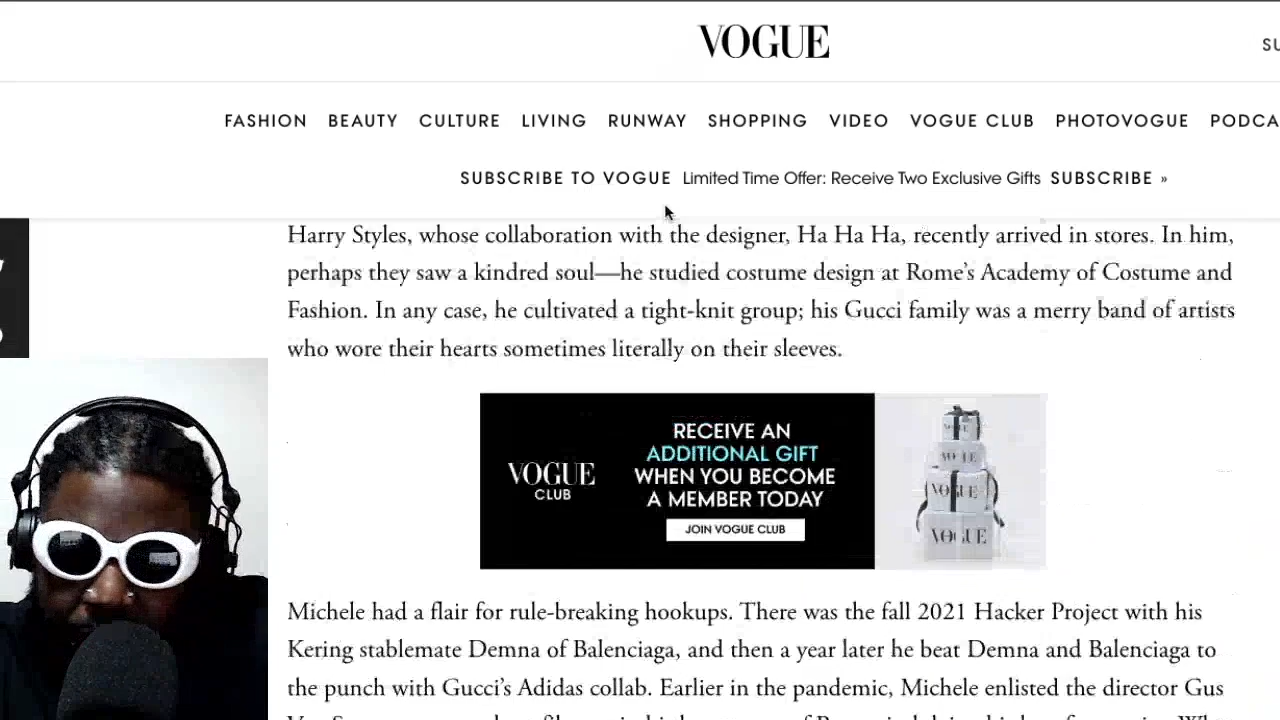 VOGUE
SU
FASHION BEAUTY CULTURE LIVING RUNWAY SHOPPING VIDEO VOGUE CLUB PHOTOVOGUE PODCA
SUBSCRIBE TO VOGUE Limited Time Offer: Receive Two Exclusive Gifts SUBSCRIBE »
Harry Styles, whose collaboration with the designer, Ha Ha Ha, recently arrived in stores. In him,
perhaps they saw a kindred soul—he studied costume design at Rome's Academy of Costume and
Fashion. In any case, he cultivated a tight-knit group; his Gucci family was a merry band of artists
who wore their hearts sometimes literally on their sleeves.
RECEIVE AN
ADDITIONAL GIFT
WHEN YOU BECOME
A MEMBER TODAY
JOIN VOGUE CLUB
VOGUE
CLUB
VOGUE
VOGUE
VOGUE
VOGUE
Michele had a flair for rule-breaking hookups. There was the fall 2021 Hacker Project with his
Kering stablemate Demna of Balenciaga, and then a year later he beat Demna and Balenciaga to
the punch with Gucci's Adidas collab. Earlier in the pandemic, Michele enlisted the director Gus